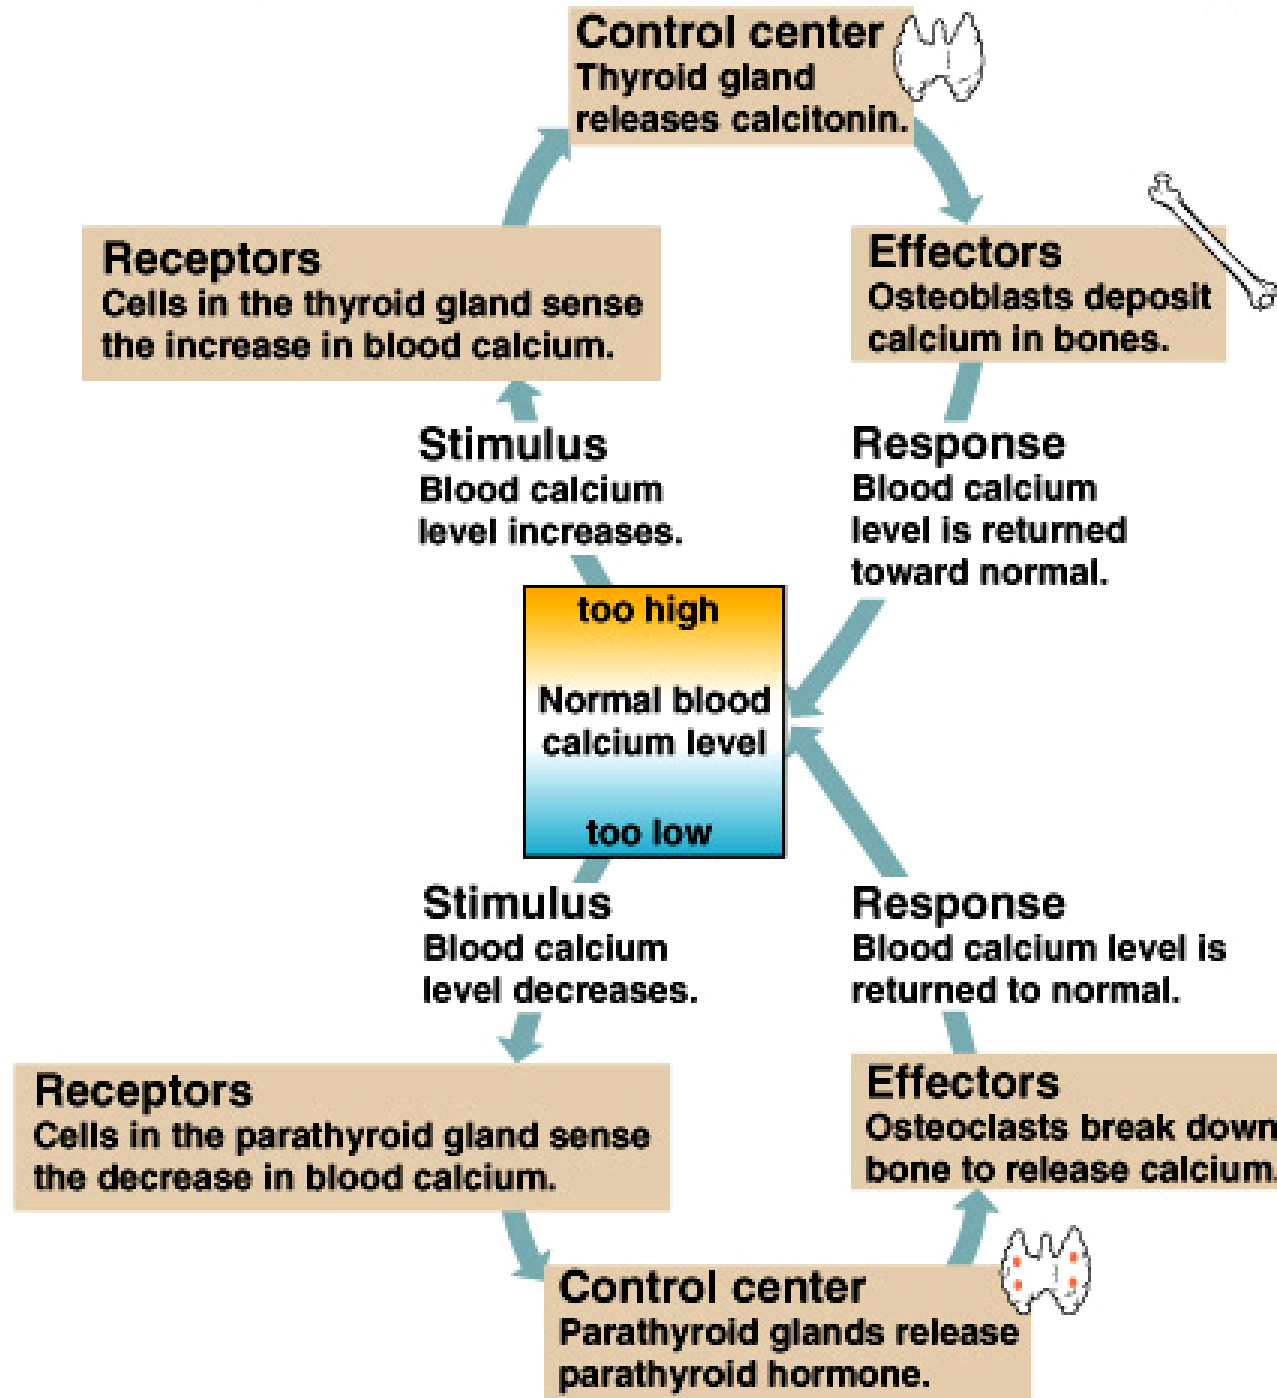 Control center
Thyroid gland
releases calcitonin.
Receptors
Cells in the thyroid gland sense
the increase in blood calcium.
Effectors
Osteoblasts deposit
calcium in bones.
Stimulus
Blood calcium
level increases.
Response
Blood calcium
level is returned
toward normal.
too high
Normal blood
calcium level
too low
Stimulus
Blood calcium
level decreases.
Response
Blood calcium level is
returned to normal.
Receptors
Cells in the parathyroid gland sense
the decrease in blood calcium.
Effectors
Osteoclasts break down
bone to release calcium.
Control center
Parathyroid glands release
parathyroid hormone.